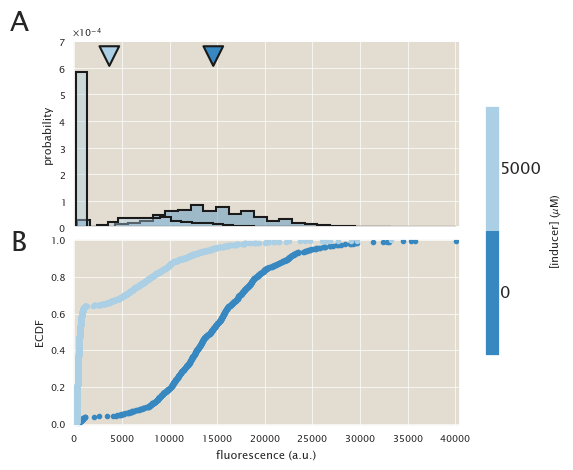 A
×10⁻⁴
7
6
5
4
3
2
1
0
probability
B
1.0
0.8
0.6
0.4
0.2
0.0
ECDF
0 5000 10000 15000 20000 25000 30000 35000 40000
fluorescence (a.u.)
5000
0
[inducer] (μM)